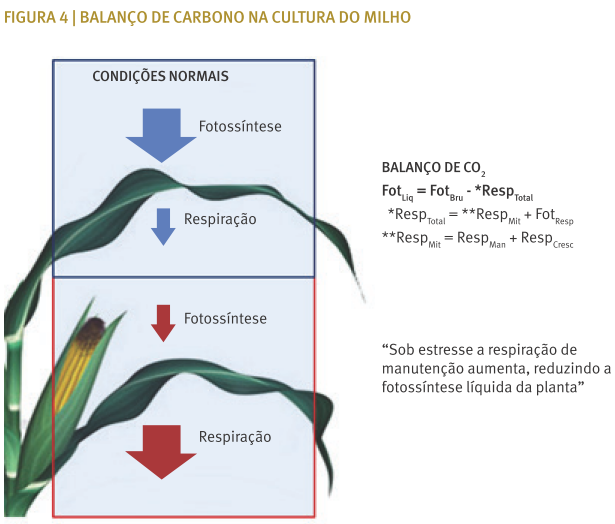 FIGURA 4 | BALANÇO DE CARBONO NA CULTURA DO MILHO
CONDIÇÕES NORMAIS
Fotossíntese
Respiração
Fotossíntese
Respiração
BALANÇO DE CO2
FotLiq = FotBru - *RespTotal
*RespTotal = **RespMit + FotResp
**RespMit = RespMan + RespCresc
“Sob estresse a respiração de
manutenção aumenta, reduzindo a
fotossíntese líquida da planta”